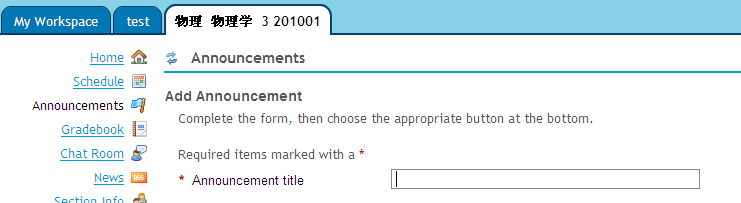 My Workspace
test
物理 物理学 3 201001
Home
Schedule
Announcements
Gradebook
Chat Room
News
RSS
Announcements
Add Announcement
Complete the form, then choose the appropriate button at the bottom.
Required items marked with a *
* Announcement title
Section Info